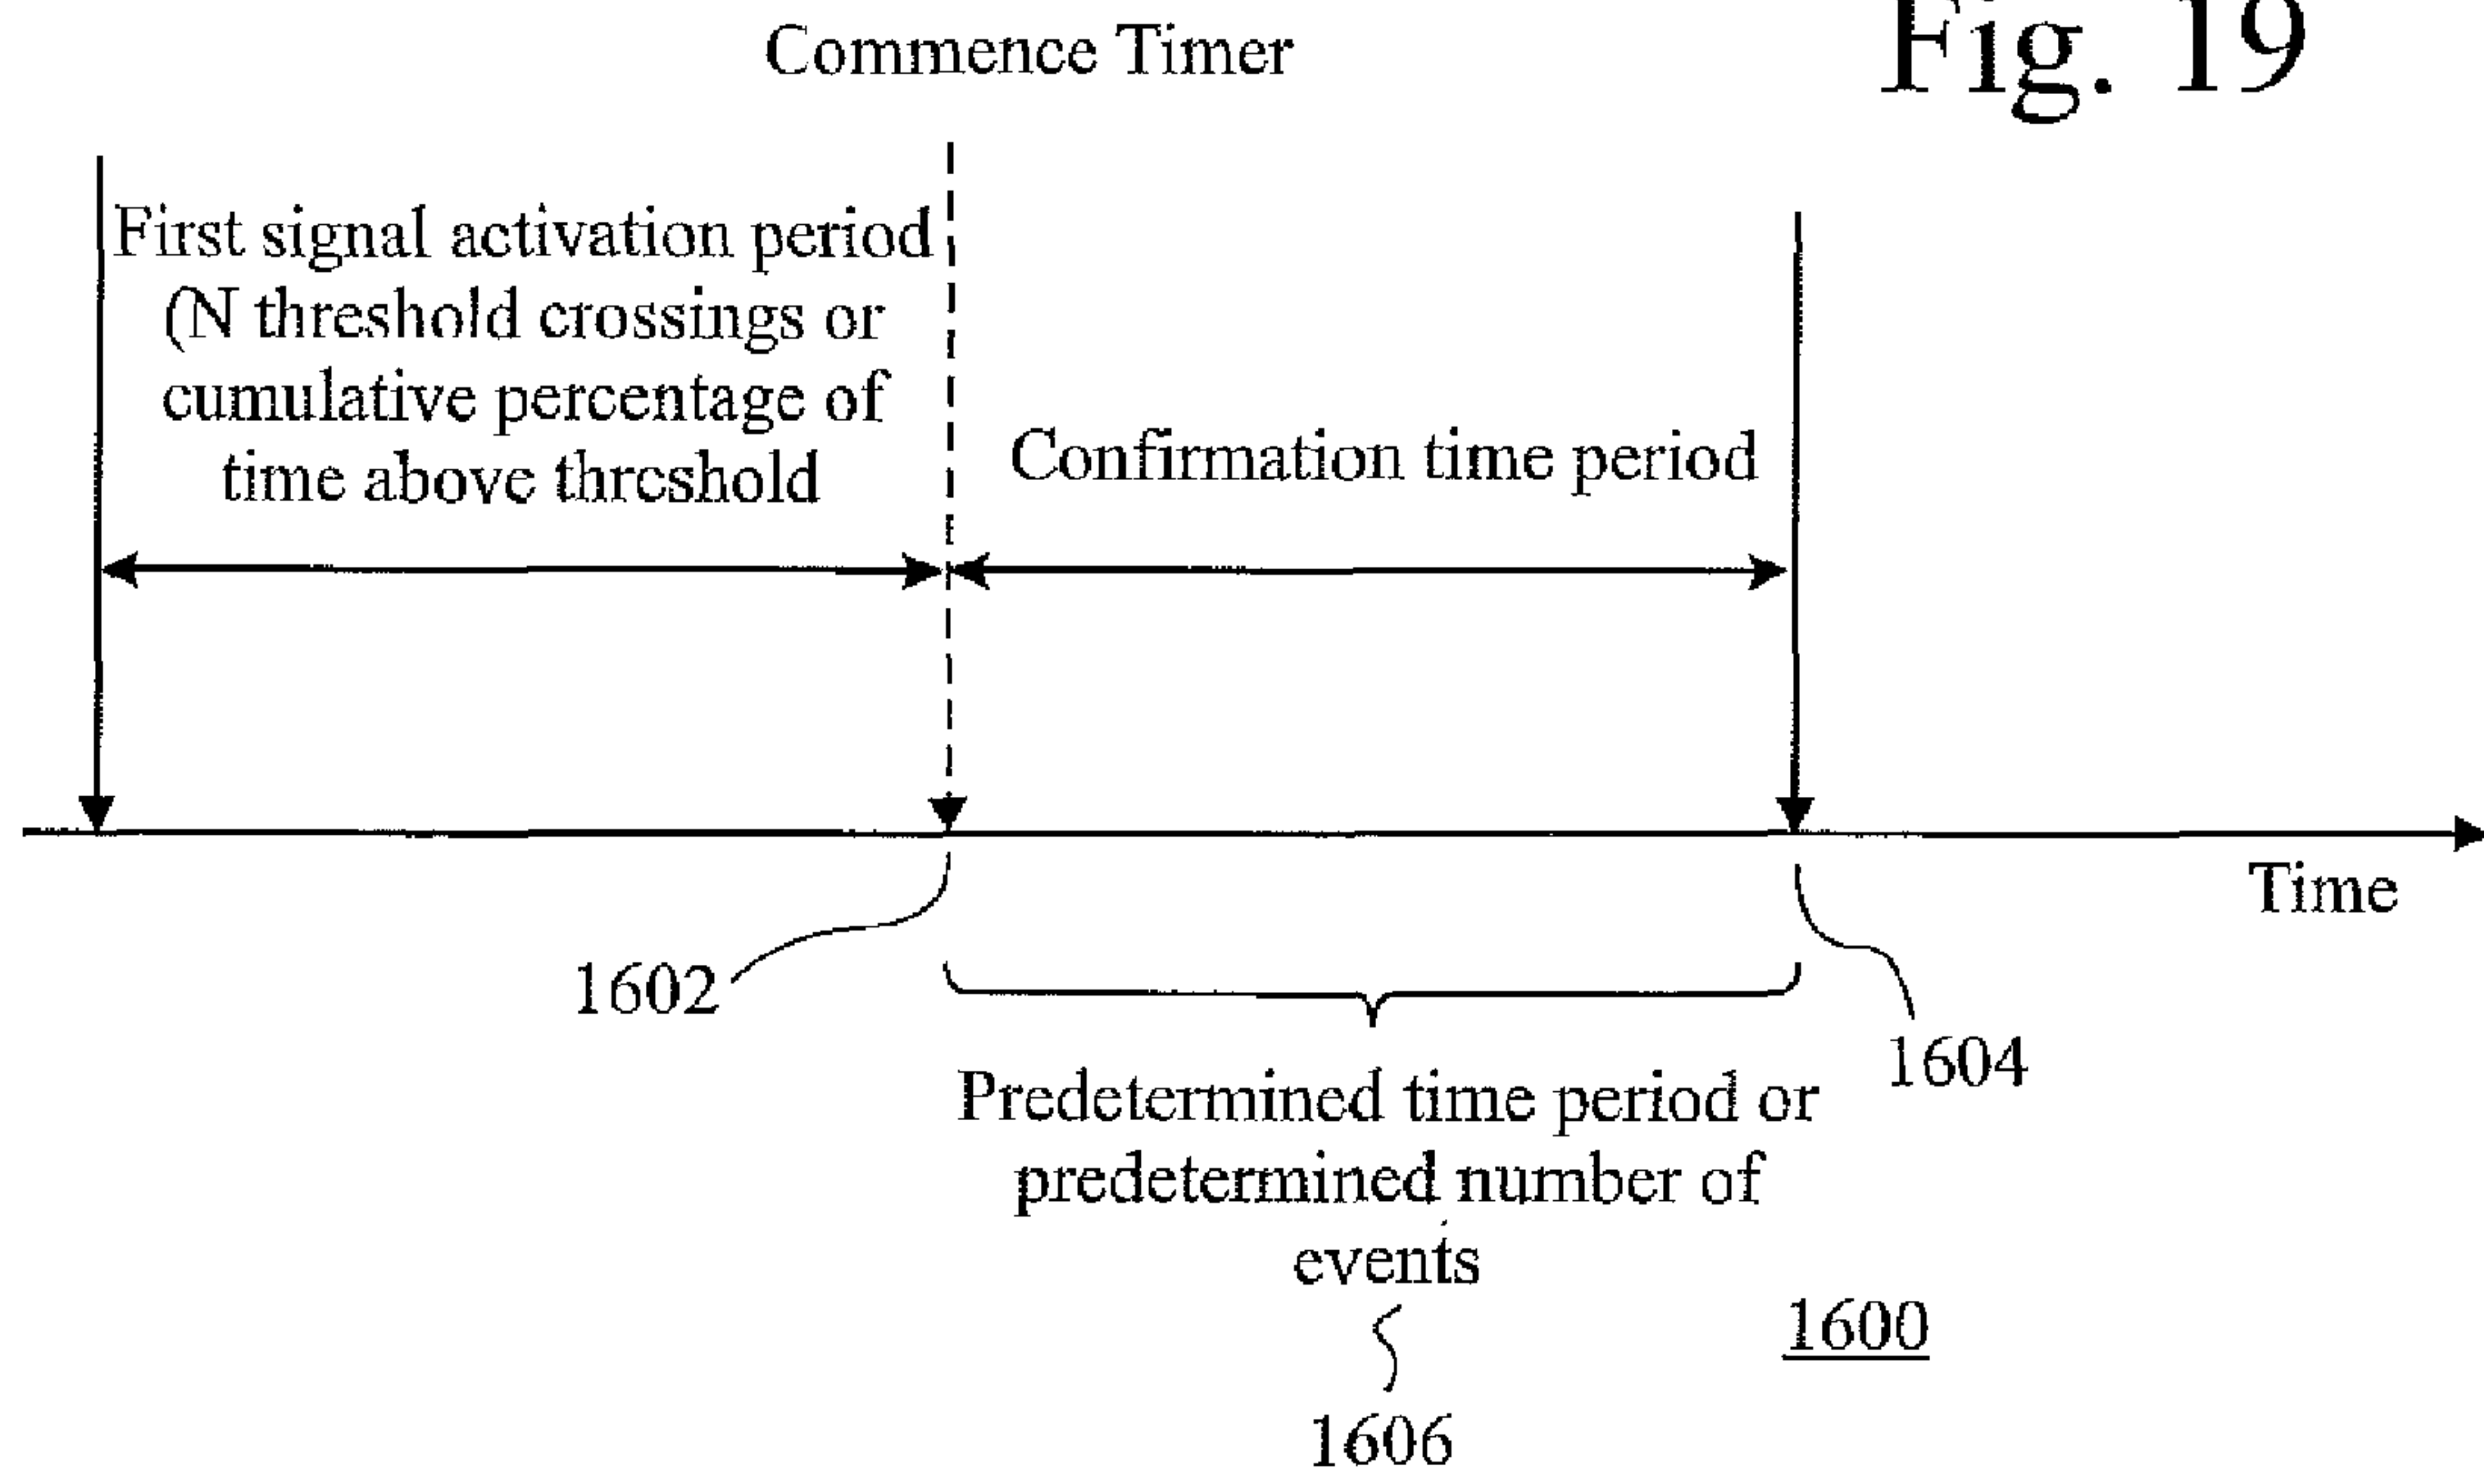 Fig. 19
Commence Timer
First signal activation period
(N threshold crossings or
cumulative percentage of
time above threshold
Confirmation time period
Time
1602
1604
Predetermined time period or
predetermined number of
events
1600
1606